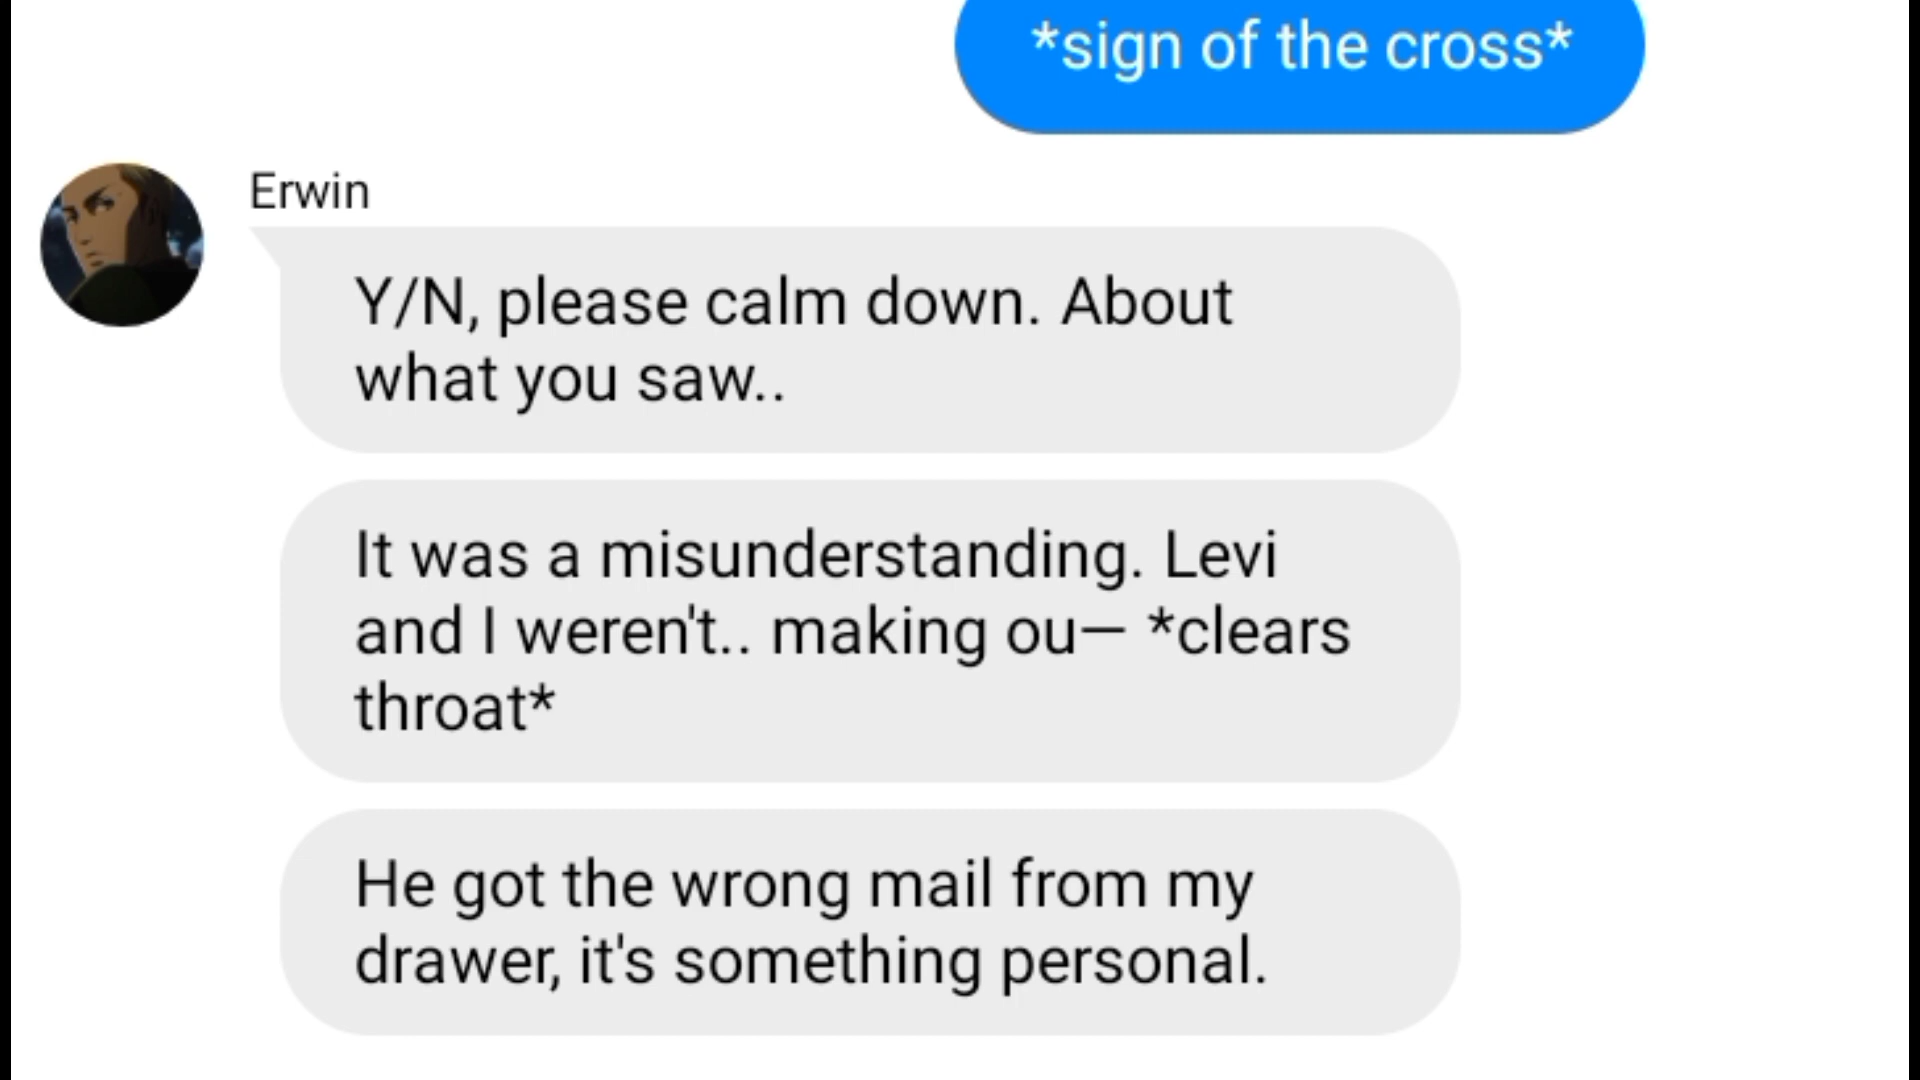 *sign of the cross*
Erwin
Y/N, please calm down. About
what you saw..
It was a misunderstanding. Levi
and I weren't.. making ou— *clears
throat*
He got the wrong mail from my
drawer, it's something personal.